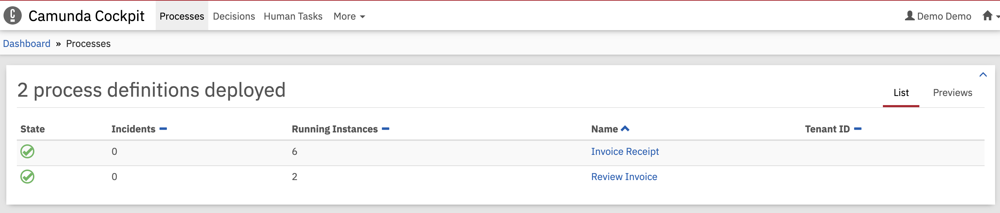 Camunda Cockpit Processes Decisions Human Tasks More Demo Demo
Dashboard » Processes
2 process definitions deployed
List Previews
State Incidents Running Instances Name Tenant ID
0 6 Invoice Receipt
0 2 Review Invoice